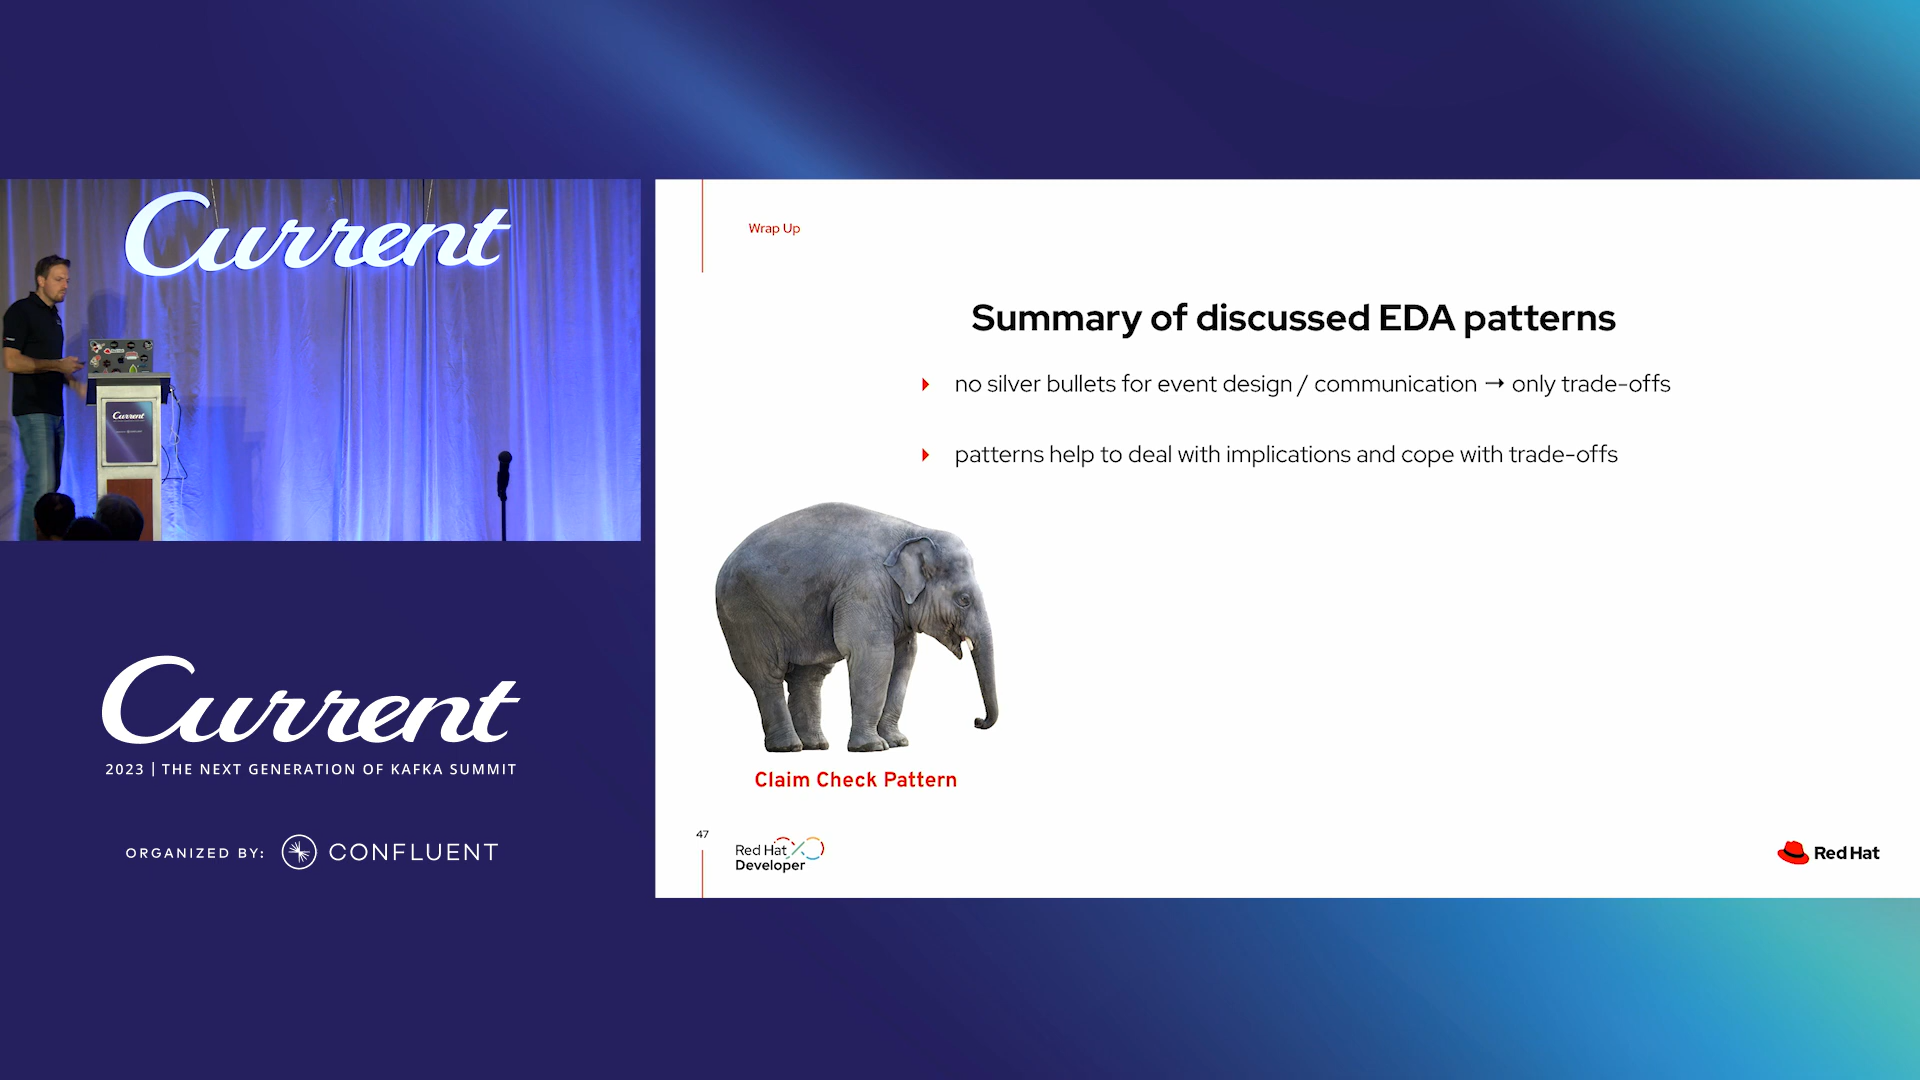 Current
Current
Current
2023 | THE NEXT GENERATION OF KAFKA SUMMIT
ORGANIZED BY: CONFLUENT
Wrap Up
Summary of discussed EDA patterns
no silver bullets for event design / communication → only trade-offs
patterns help to deal with implications and cope with trade-offs
Claim Check Pattern
47
Red Hat
Developer
Red Hat